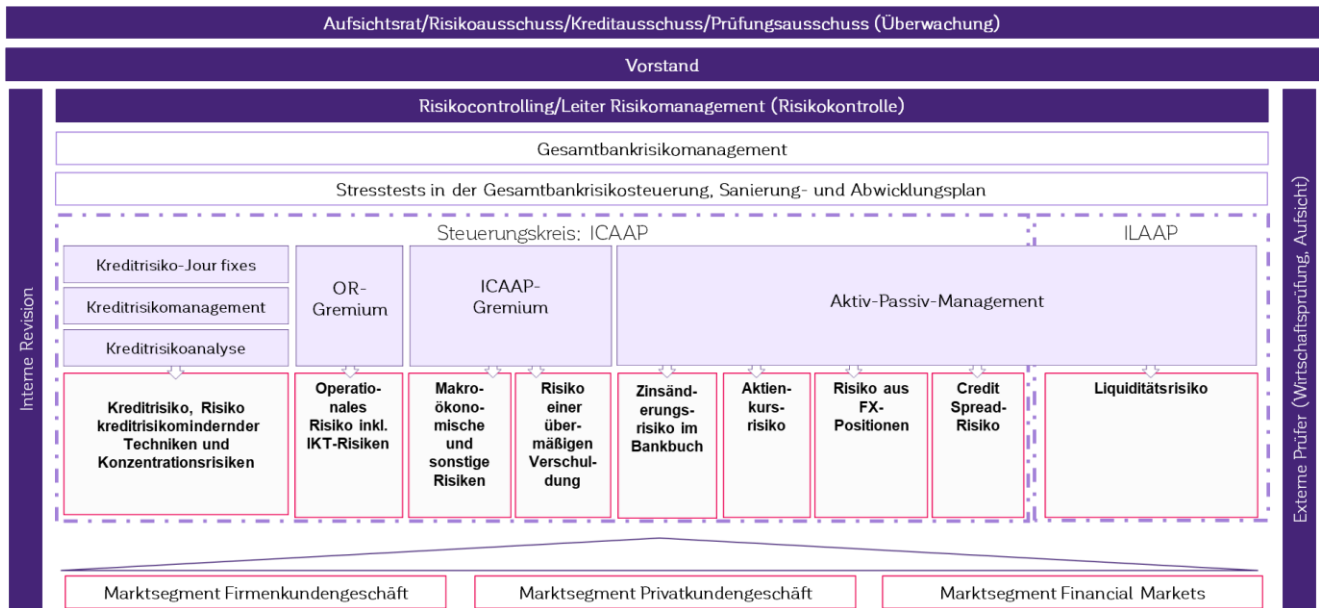 Aufsichtsrat/Risikoausschuss/Kreditausschuss/Prüfungsausschuss (Überwachung)
Vorstand
Interne Revision
Risikocontrolling/Leiter Risikomanagement (Risikokontrolle)
Gesamtbankrisikomanagement
Stresstests in der Gesamtbankrisikosteuerung, Sanierung- und Abwicklungsplan
Steuerungskreis: ICAAP
ILAAP
Kreditrisiko-Jour fixes
Kreditrisikomanagement
Kreditrisikoanalyse
OR-
Gremium
ICAAP-
Gremium
Aktiv-Passiv-Management
Kreditrisiko, Risiko
kreditrisikomindernder
Techniken und
Konzentrationsrisiken
Operatio-
nales
Risiko inkl.
IKT-Risiken
Makro-
ökono-
mische
und
sonstige
Risiken
Risiko
einer
über-
mäßigen
Verschul-
dung
Zinsänd-
erungs-
risiko im
Bankbuch
Aktien-
kurs-
risiko
Risiko aus
FX-
Positionen
Credit
Spread-
Risiko
Liquiditätsrisiko
Externe Prüfer (Wirtschaftsprüfung, Aufsicht)
Marktsegment Firmenkundengeschäft
Marktsegment Privatkundengeschäft
Marktsegment Financial Markets